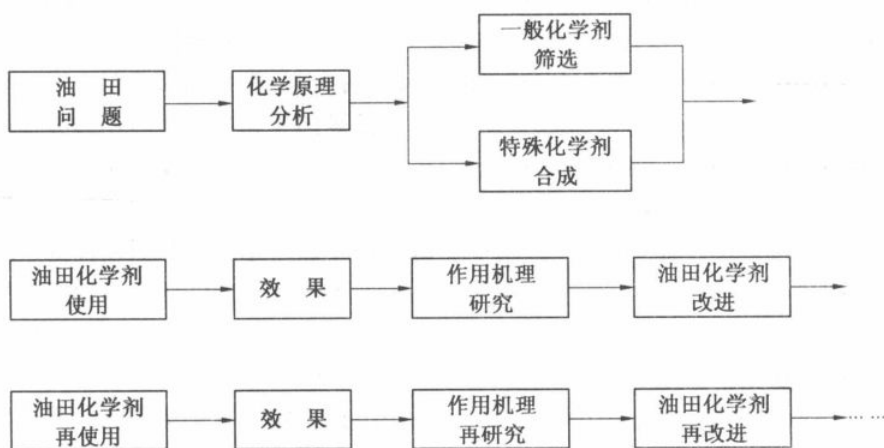 油 田
问 题
化学原理
分析
一般化学剂
筛选
特殊化学剂
合成
油田化学剂
使用
效 果
作用机理
研究
油田化学剂
改进
油田化学剂
再使用
效 果
作用机理
再研究
油田化学剂
再改进
……